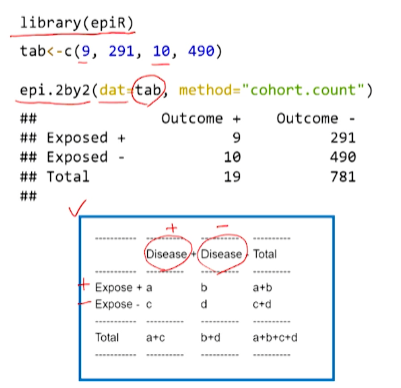 library(epiR)
tab<-c(9, 291, 10, 490)
epi.2by2(dat=tab, method="cohort.count")
## Outcome + Outcome -
## Exposed + 9 291
## Exposed - 10 490
## Total 19 781
##
+ -
---------- ---------- ---------- ----------
Disease + Disease - Total
---------- ---------- ---------- ----------
+ Expose + a b a+b
- Expose - c d c+d
---------- ---------- ---------- ----------
Total a+c b+d a+b+c+d
---------- ---------- ---------- ----------